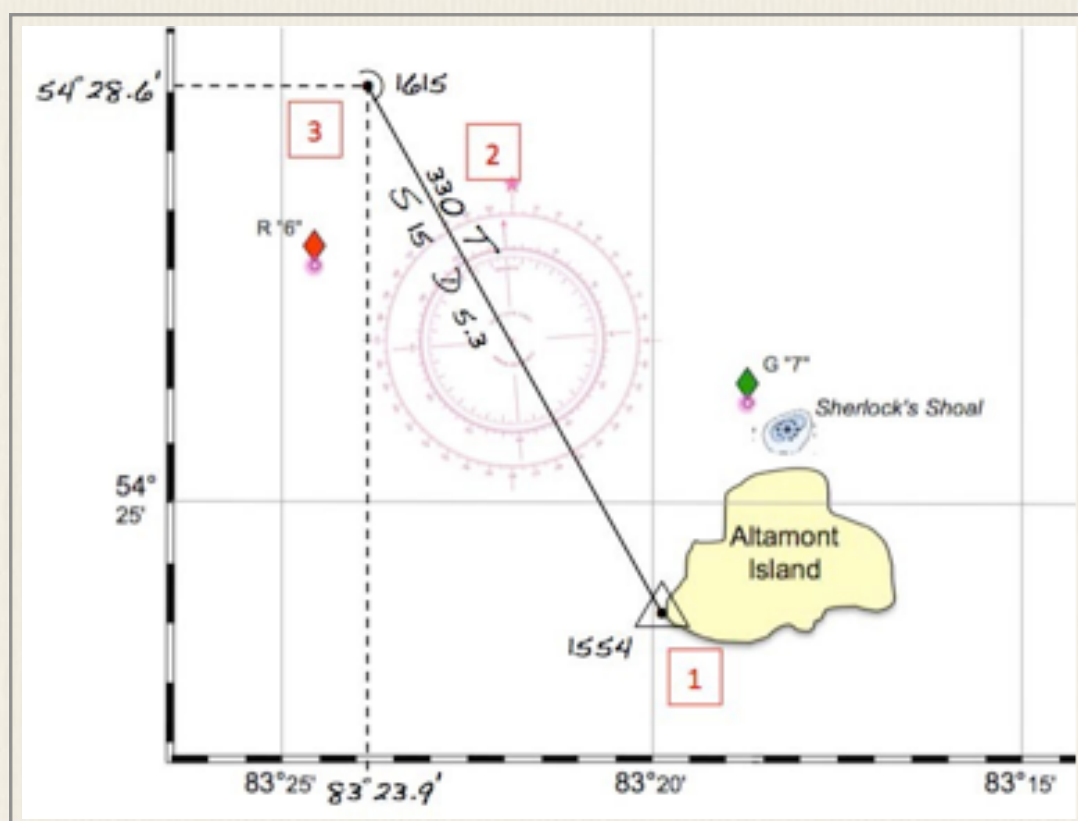 54° 28.6'
1615
3
2
330 T
S 15 D 5.3
R "6"
G "7"
Sherlock's Shoal
54°
25'
Altamont
Island
1554
1
83°25'
83°23.9'
83°20'
83°15'